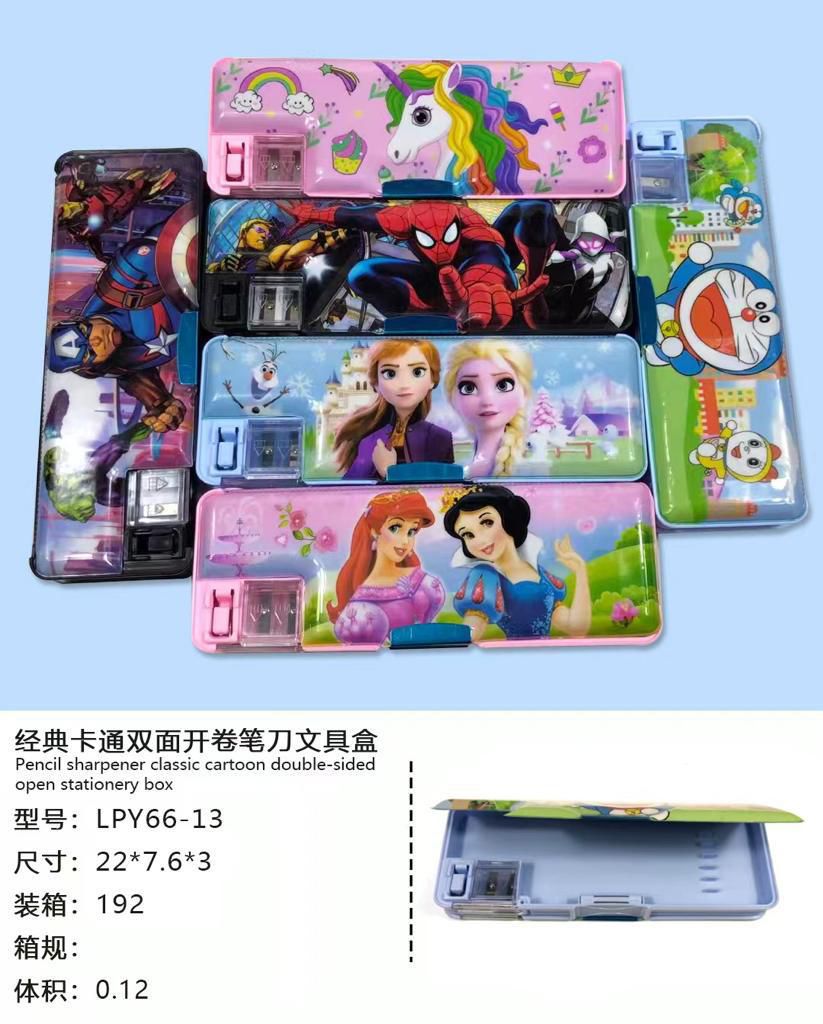 经典卡通双面开卷笔刀文具盒
Pencil sharpener classic cartoon double-sided
open stationery box
型号：LPY66-13
尺寸：22*7.6*3
装箱：192
箱规：
体积：0.12